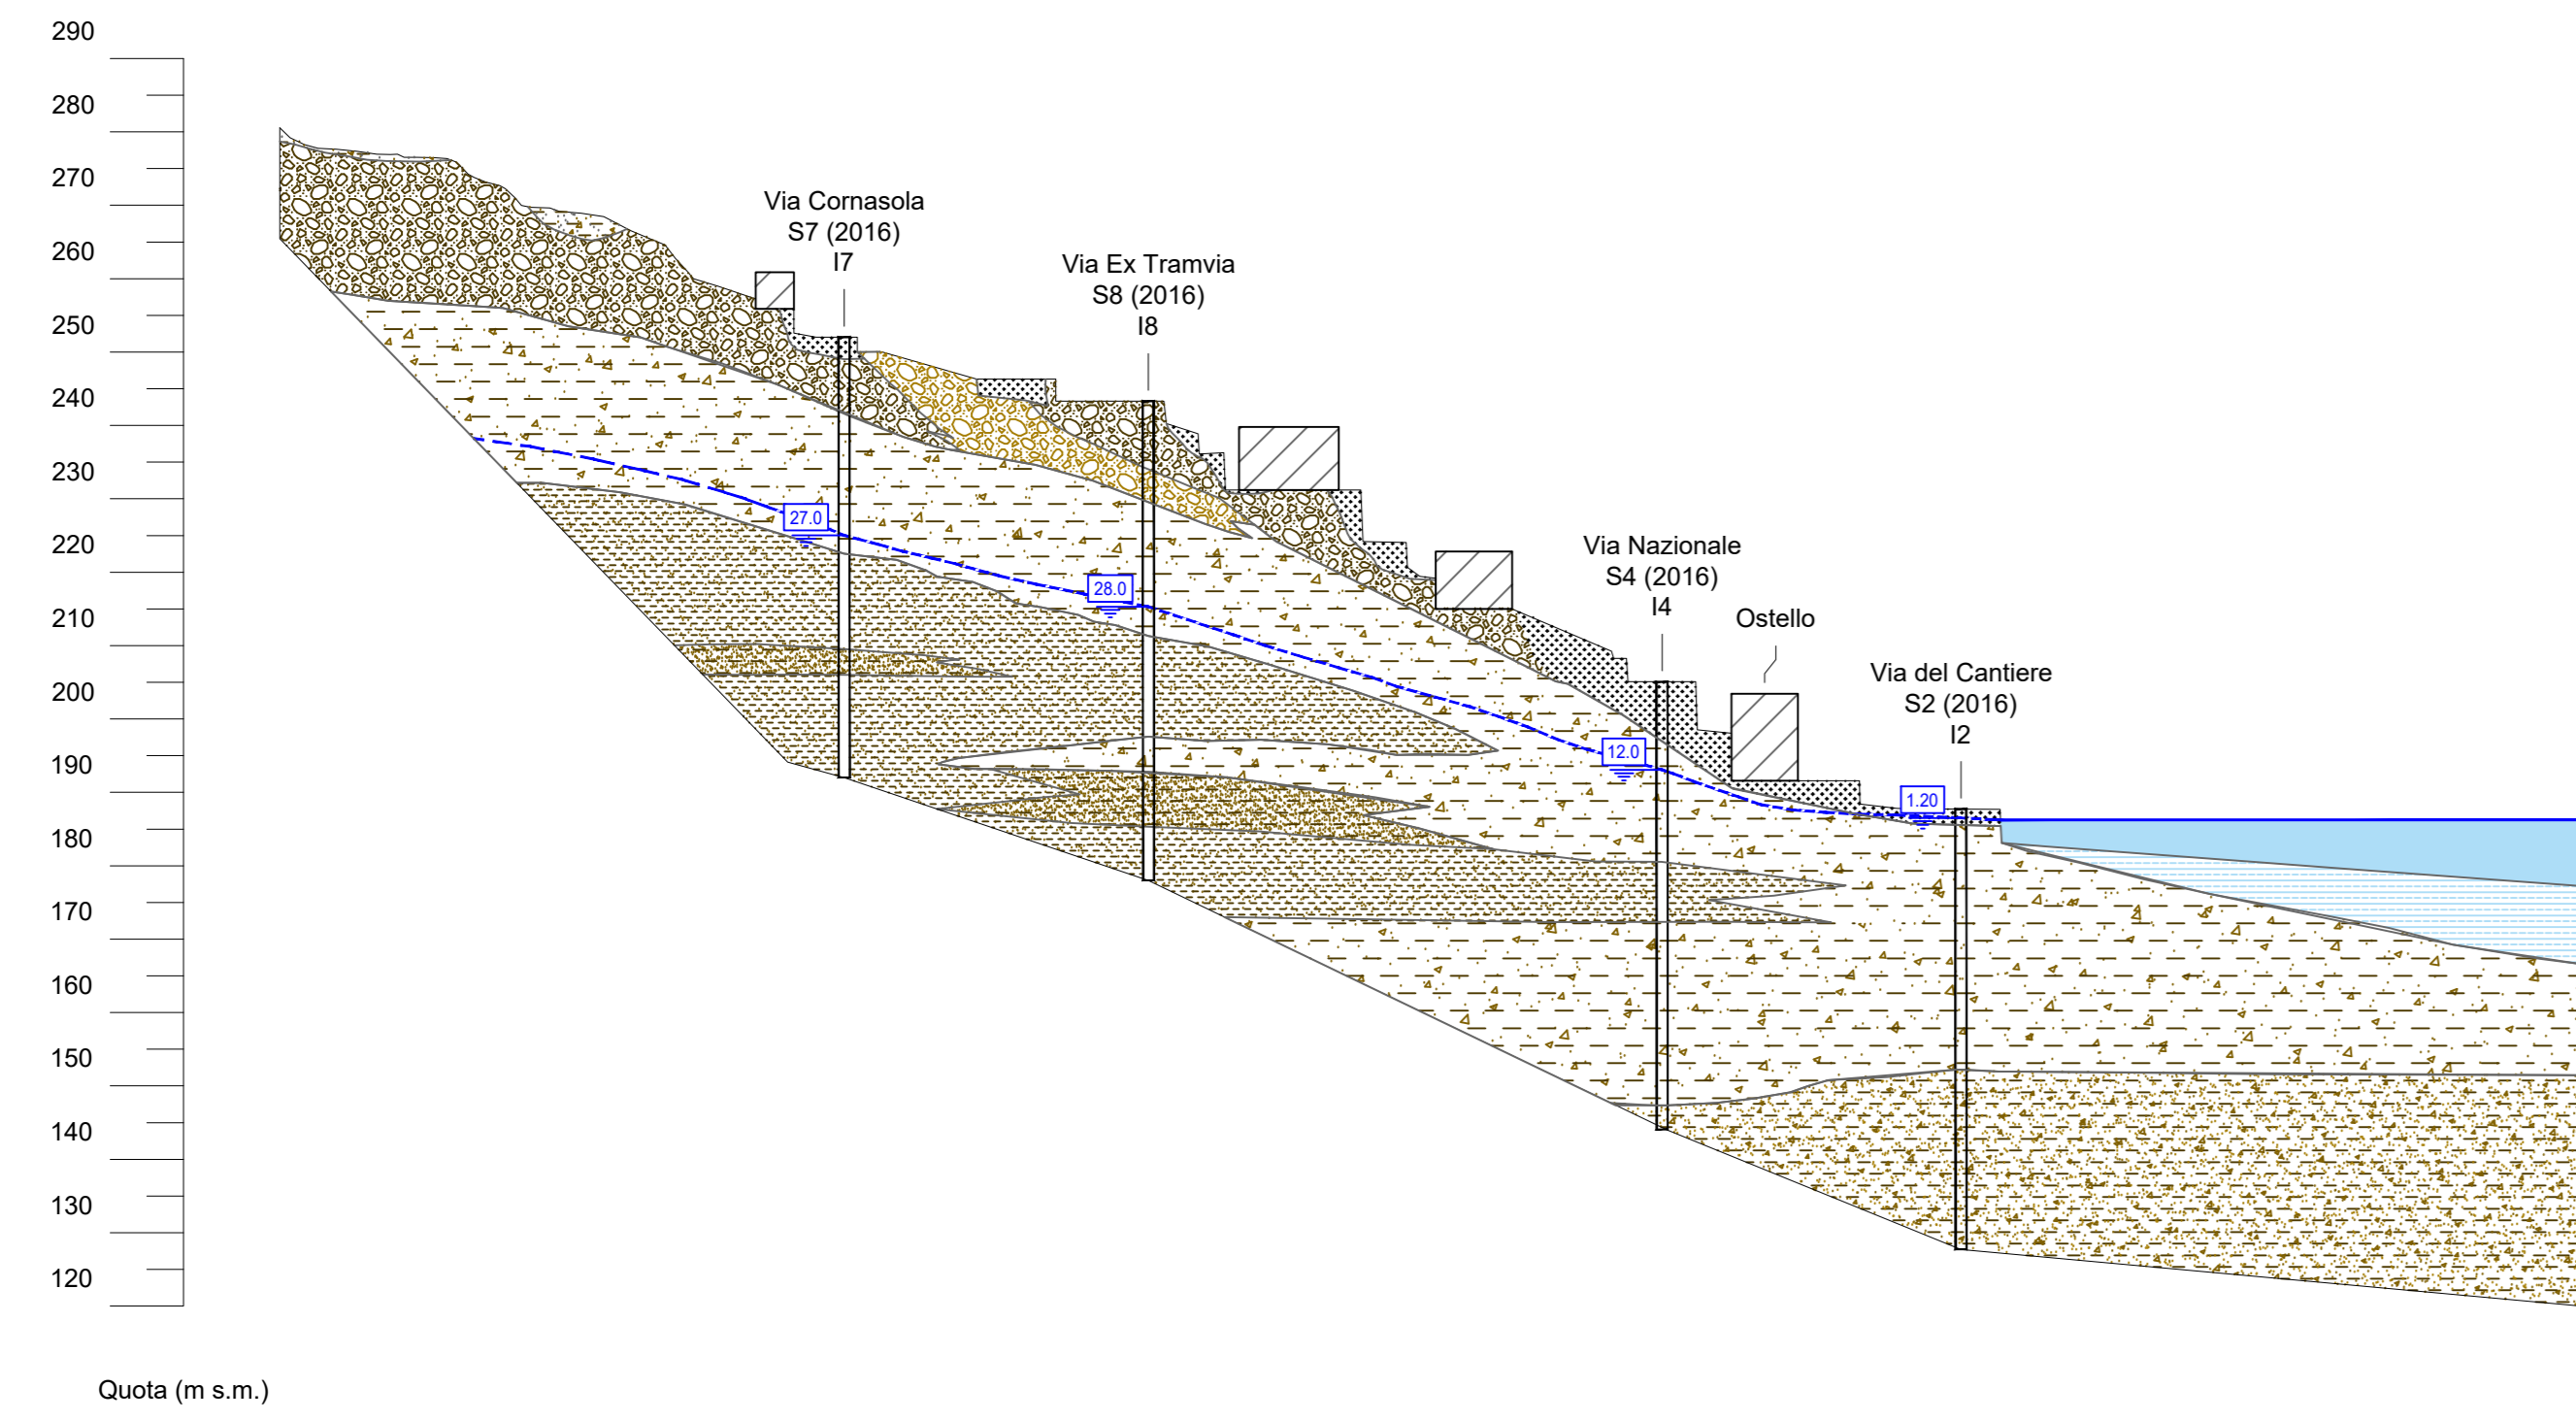 290
280
270
260
250
240
230
220
210
200
190
180
170
160
150
140
130
120
Quota (m s.m.)
Via Cornasola
S7 (2016)
I7
Via Ex Tramvia
S8 (2016)
I8
Via Nazionale
S4 (2016)
I4
Ostello
Via del Cantiere
S2 (2016)
I2
27.0
28.0
12.0
1.20